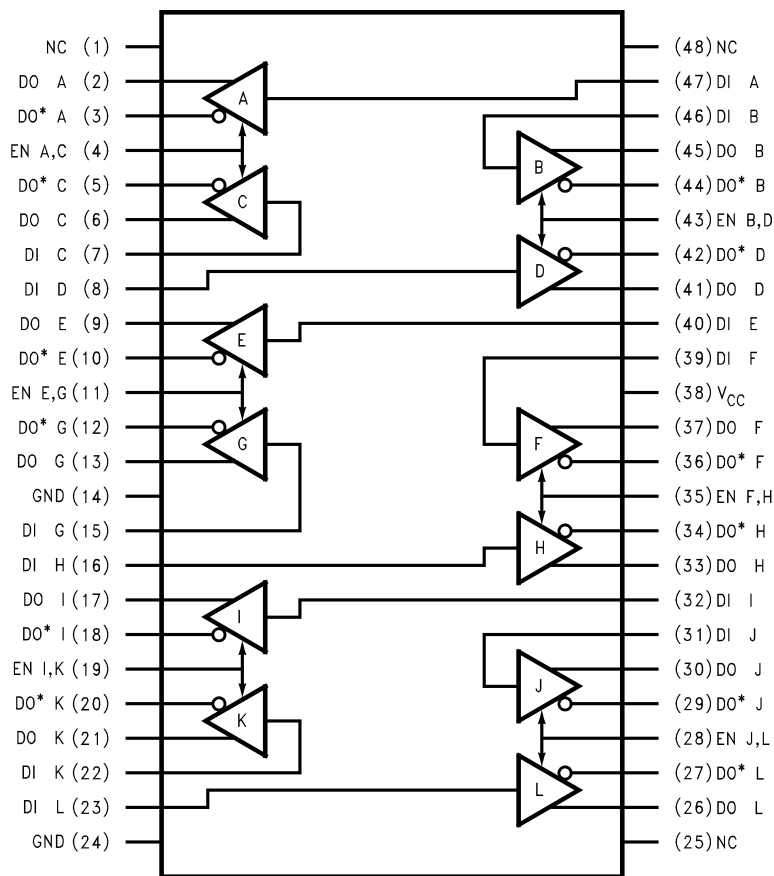 NC (1)
DO A (2)
DO* A (3)
EN A,C (4)
DO* C (5)
DO C (6)
DI C (7)
DI D (8)
DO E (9)
DO* E (10)
EN E,G (11)
DO* G (12)
DO G (13)
GND (14)
DI G (15)
DI H (16)
DO I (17)
DO* I (18)
EN I,K (19)
DO* K (20)
DO K (21)
DI K (22)
DI L (23)
GND (24)
A
C
E
G
I
K
B
D
F
H
J
L
(48) NC
(47) DI A
(46) DI B
(45) DO B
(44) DO* B
(43) EN B,D
(42) DO* D
(41) DO D
(40) DI E
(39) DI F
(38) VCC
(37) DO F
(36) DO* F
(35) EN F,H
(34) DO* H
(33) DO H
(32) DI I
(31) DI J
(30) DO J
(29) DO* J
(28) EN J,L
(27) DO* L
(26) DO L
(25) NC